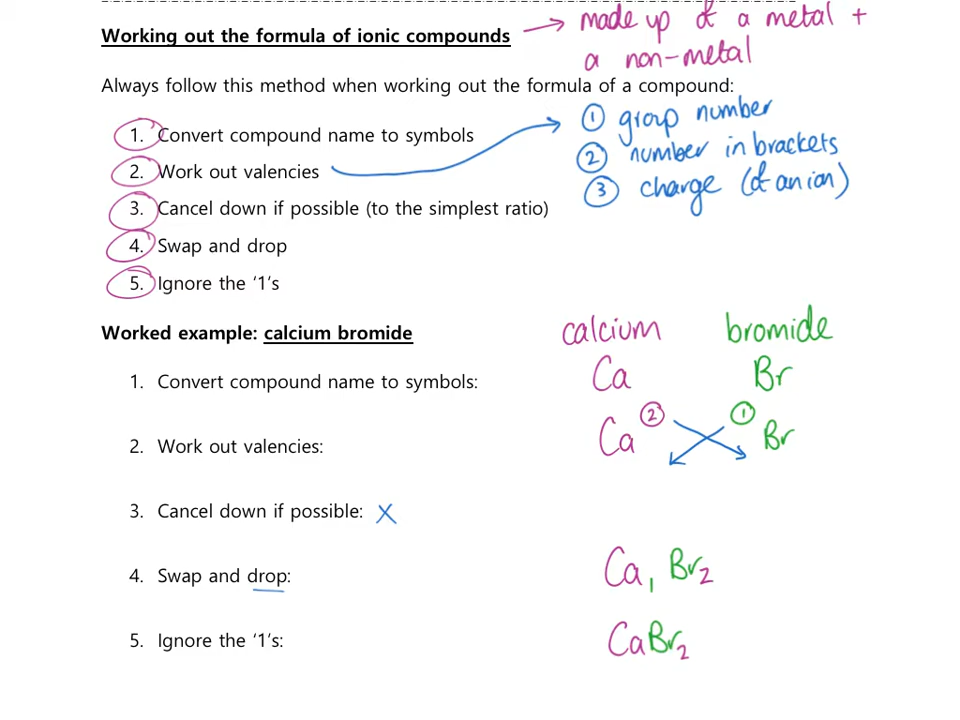 Working out the formula of ionic compounds → made up of a metal +
a non-metal
Always follow this method when working out the formula of a compound:
1. Convert compound name to symbols
2. Work out valencies
3. Cancel down if possible (to the simplest ratio)
4. Swap and drop
5. Ignore the ‘1’s
① group number
② number in brackets
③ charge (of an ion)
Worked example: calcium bromide
calcium bromide
1. Convert compound name to symbols: Ca Br
2. Work out valencies: Ca ② ① Br
3. Cancel down if possible: X
4. Swap and drop: Ca₁ Br₂
5. Ignore the ‘1’s: CaBr₂